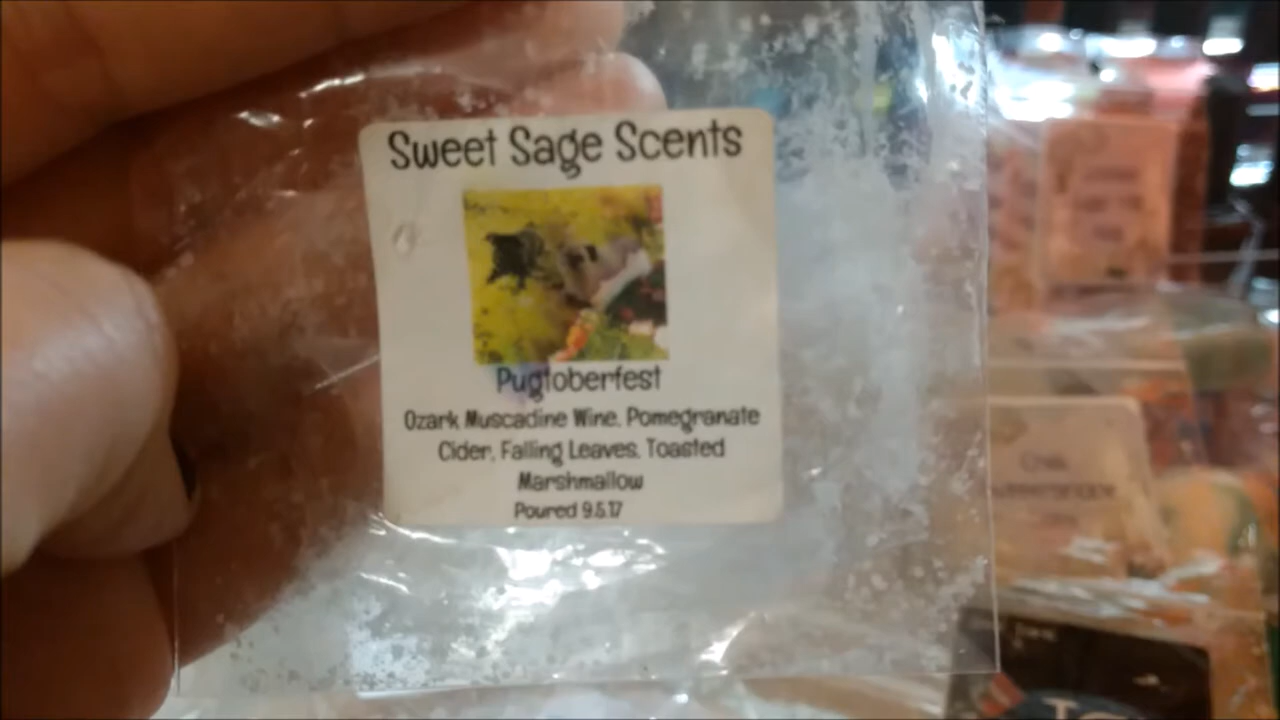 Sweet Sage Scents
Pugtoberfest
Ozark Muscadine Wine, Pomegranate
Cider, Falling Leaves, Toasted
Marshmallow
Poured 9.5.17